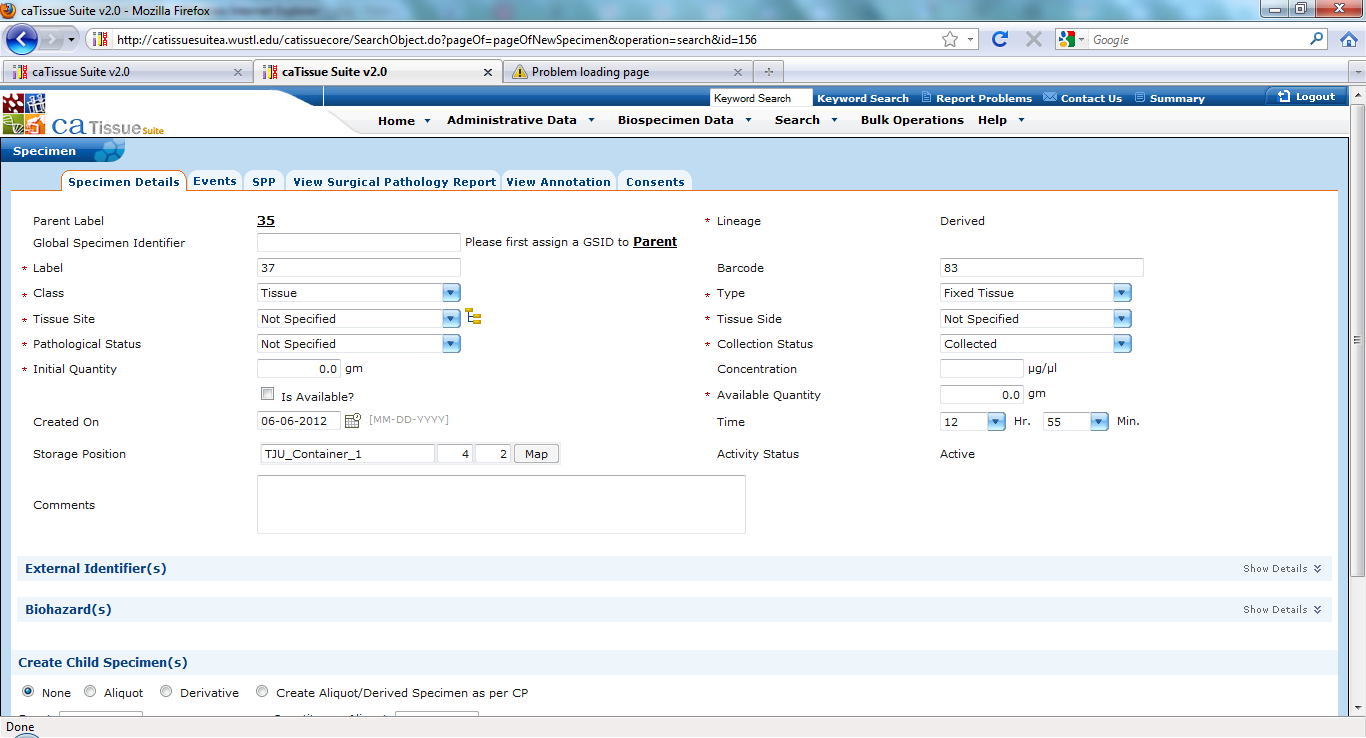 caTissue Suite v2.0 - Mozilla Firefox
http://catissuesuitea.wustl.edu/catissuecore/SearchObject.do?pageOf=pageOfNewSpecimen&operation=search&id=156
Google
caTissue Suite v2.0
caTissue Suite v2.0
Problem loading page
Keyword Search
Keyword Search
Report Problems
Contact Us
Summary
Logout
ca Tissue Suite
Home
Administrative Data
Biospecimen Data
Search
Bulk Operations
Help
Specimen
Specimen Details
Events
SPP
View Surgical Pathology Report
View Annotation
Consents
Parent Label 35
* Lineage Derived
Global Specimen Identifier Please first assign a GSID to Parent
* Label 37
Barcode 83
* Class Tissue
* Type Fixed Tissue
* Tissue Site Not Specified
* Tissue Side Not Specified
* Pathological Status Not Specified
* Collection Status Collected
* Initial Quantity 0.0 gm
Concentration µg/µl
Is Available?
* Available Quantity 0.0 gm
Created On 06-06-2012 [MM-DD-YYYY]
Time 12 Hr. 55 Min.
Storage Position TJU_Container_1 4 2 Map
Activity Status Active
Comments
External Identifier(s) Show Details
Biohazard(s) Show Details
Create Child Specimen(s)
None Aliquot Derivative Create Aliquot/Derived Specimen as per CP
Done